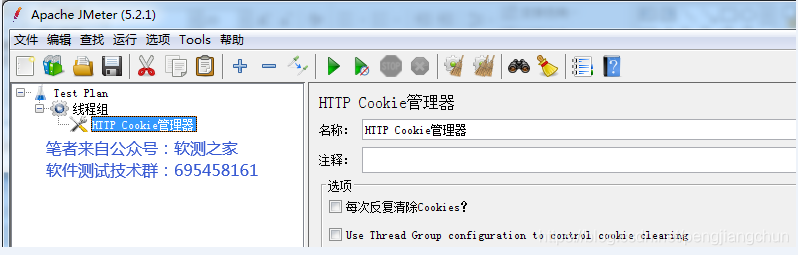 Apache JMeter (5.2.1)
文件 编辑 查找 运行 选项 Tools 帮助
Test Plan
线程组
HTTP Cookie管理器
笔者来自公众号：软测之家
软件测试技术群：695458161
HTTP Cookie管理器
名称： HTTP Cookie管理器
注释：
选项
每次反复清除Cookies?
Use Thread Group configuration to control cookie clearing